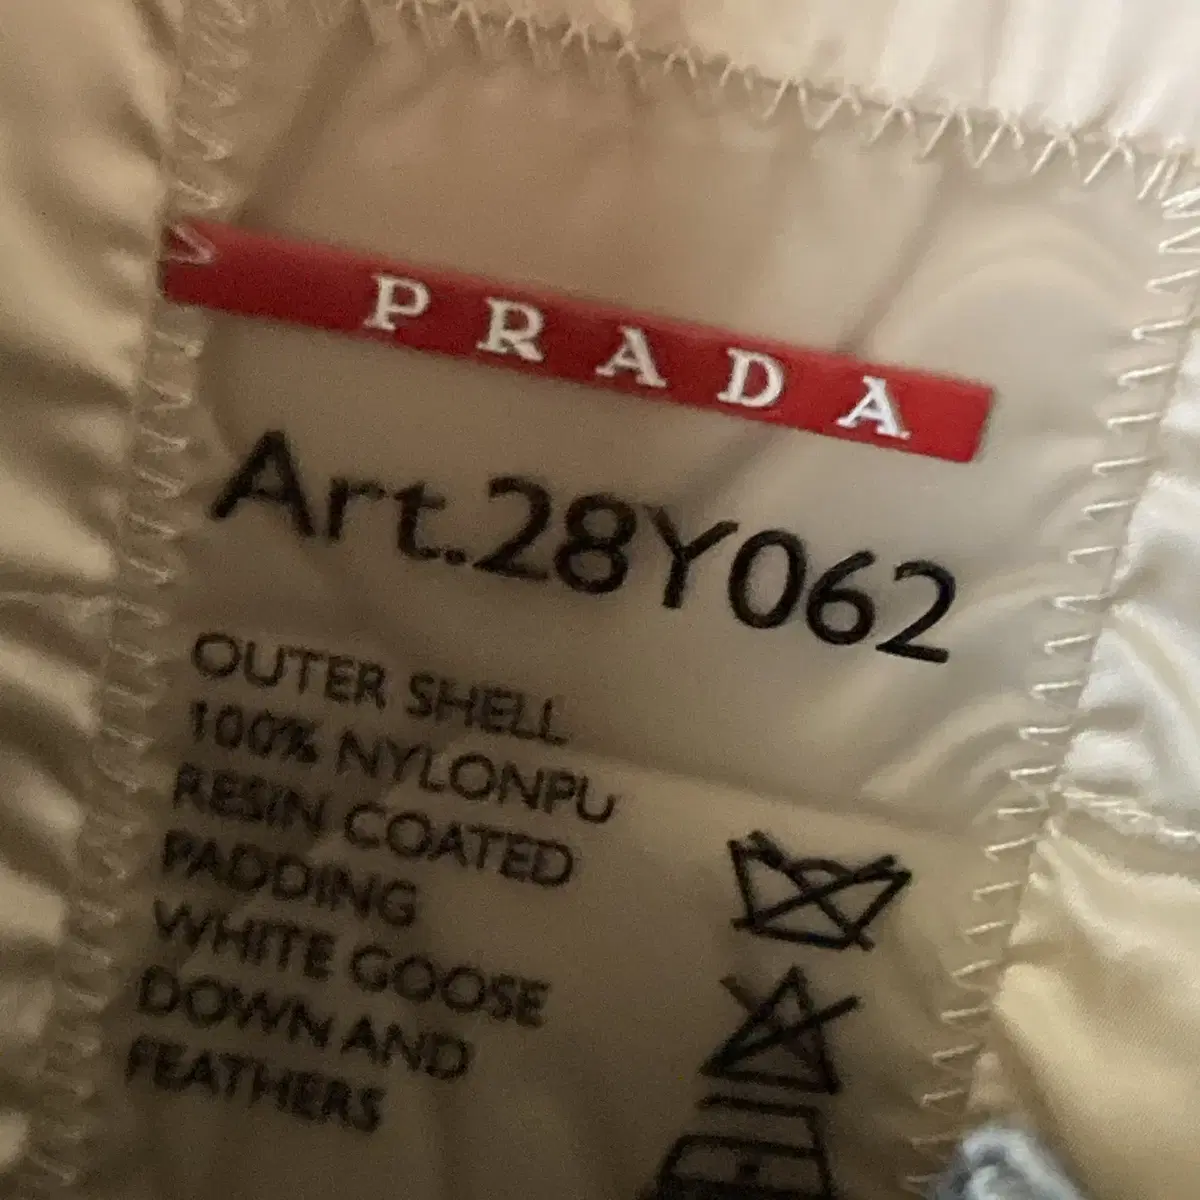 PRADA
Art.28Y062
OUTER SHELL
100% NYLONPU
RESIN COATED
PADDING
WHITE GOOSE
DOWN AND
FEATHERS